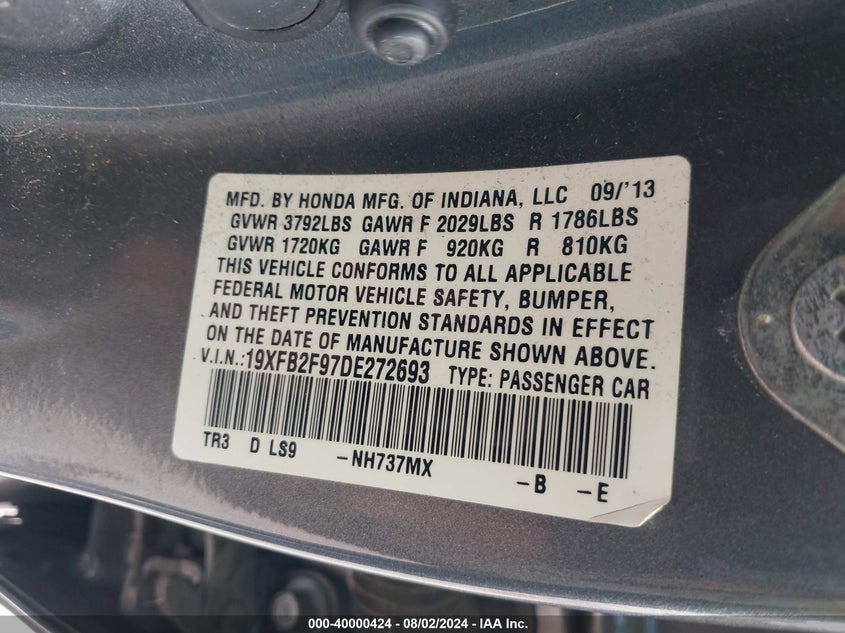 MFD. BY HONDA MFG. OF INDIANA, LLC 09/'13
GVWR 3792LBS GAWR F 2029LBS R 1786LBS
GVWR 1720KG GAWR F 920KG R 810KG
THIS VEHICLE CONFORMS TO ALL APPLICABLE
FEDERAL MOTOR VEHICLE SAFETY, BUMPER,
AND THEFT PREVENTION STANDARDS IN EFFECT
ON THE DATE OF MANUFACTURE SHOWN ABOVE.
V.I.N.:19XFB2F97DE272693 TYPE: PASSENGER CAR
TR3 D LS9 -NH737MX -B -E
000-40000424 - 08/02/2024 - IAA Inc.